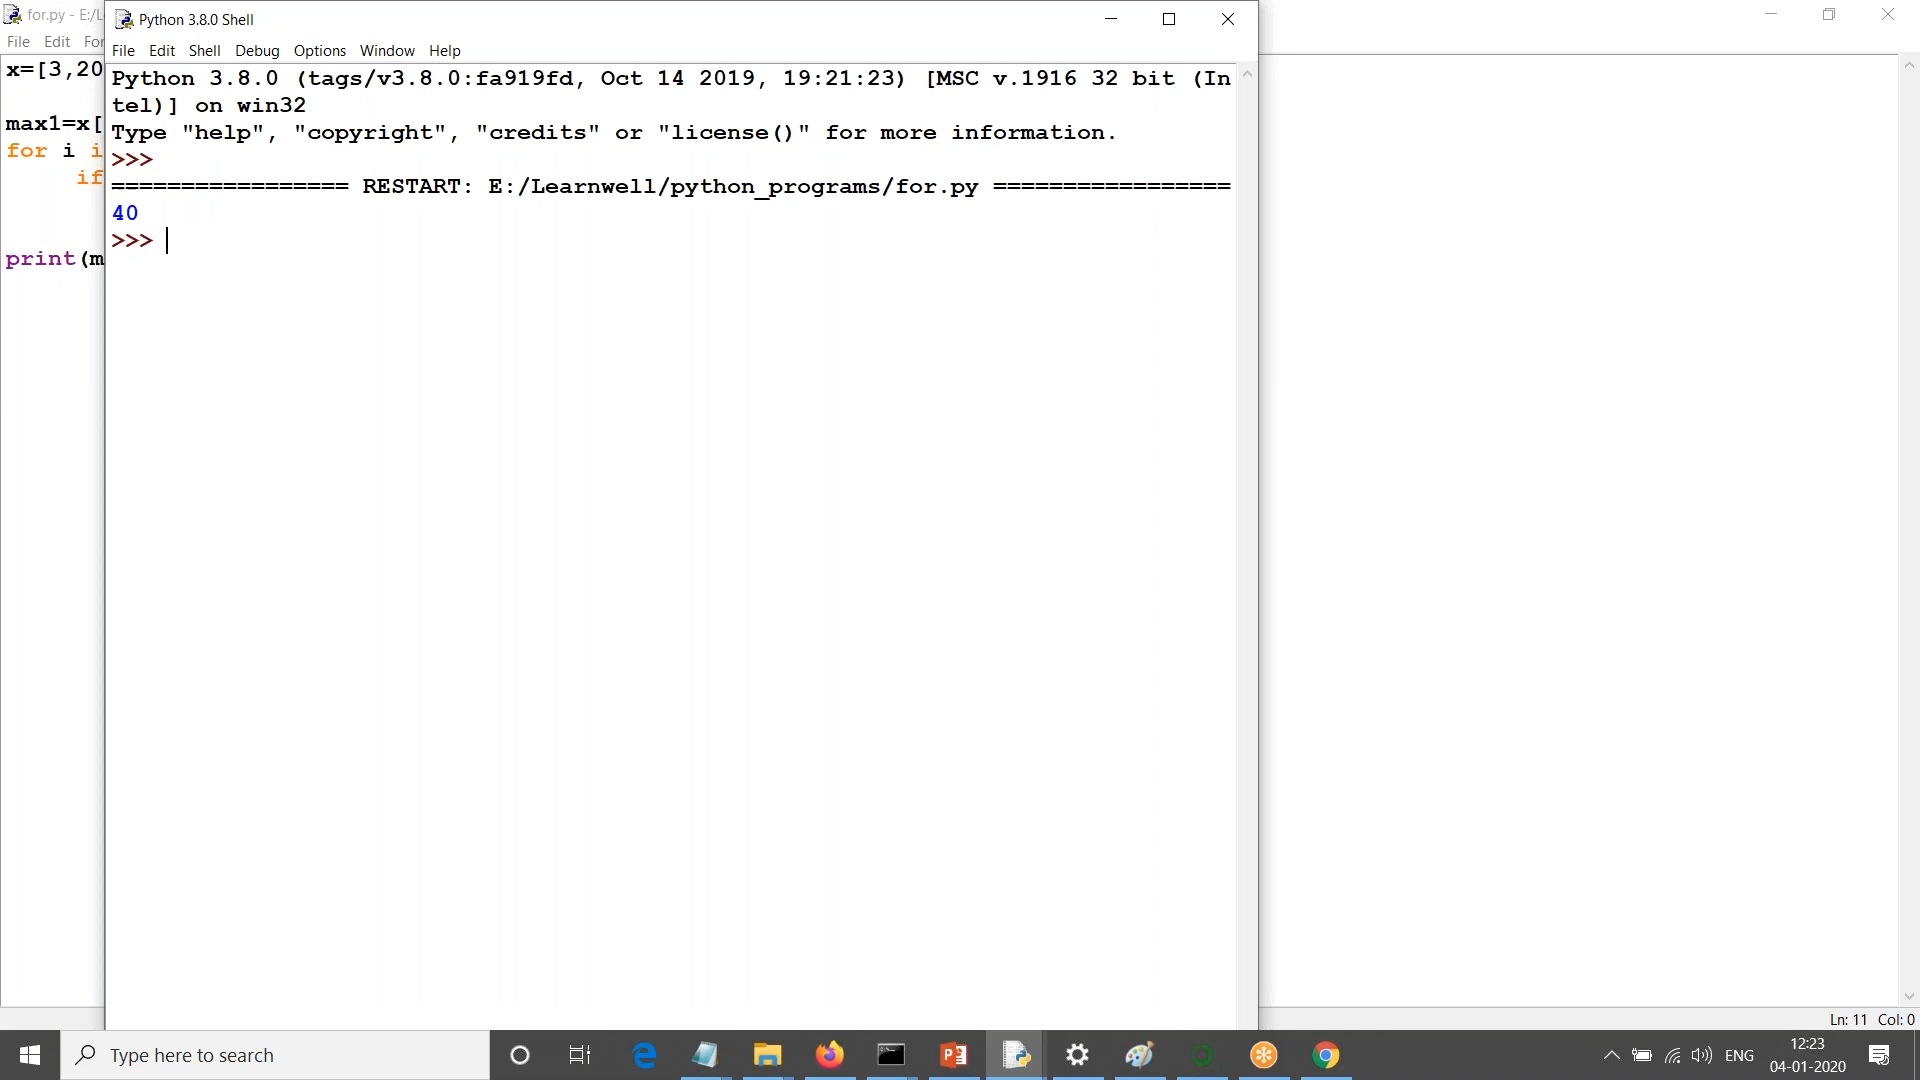 for.py - E:/L
File Edit For
x=[3,20
max1=x[
for i i
if
print(m
Python 3.8.0 Shell
File Edit Shell Debug Options Window Help
Python 3.8.0 (tags/v3.8.0:fa919fd, Oct 14 2019, 19:21:23) [MSC v.1916 32 bit (In
tel)] on win32
Type "help", "copyright", "credits" or "license()" for more information.
>>>
================= RESTART: E:/Learnwell/python_programs/for.py =================
40
>>>
Ln: 11 Col: 0
Type here to search
ENG
12:23
04-01-2020